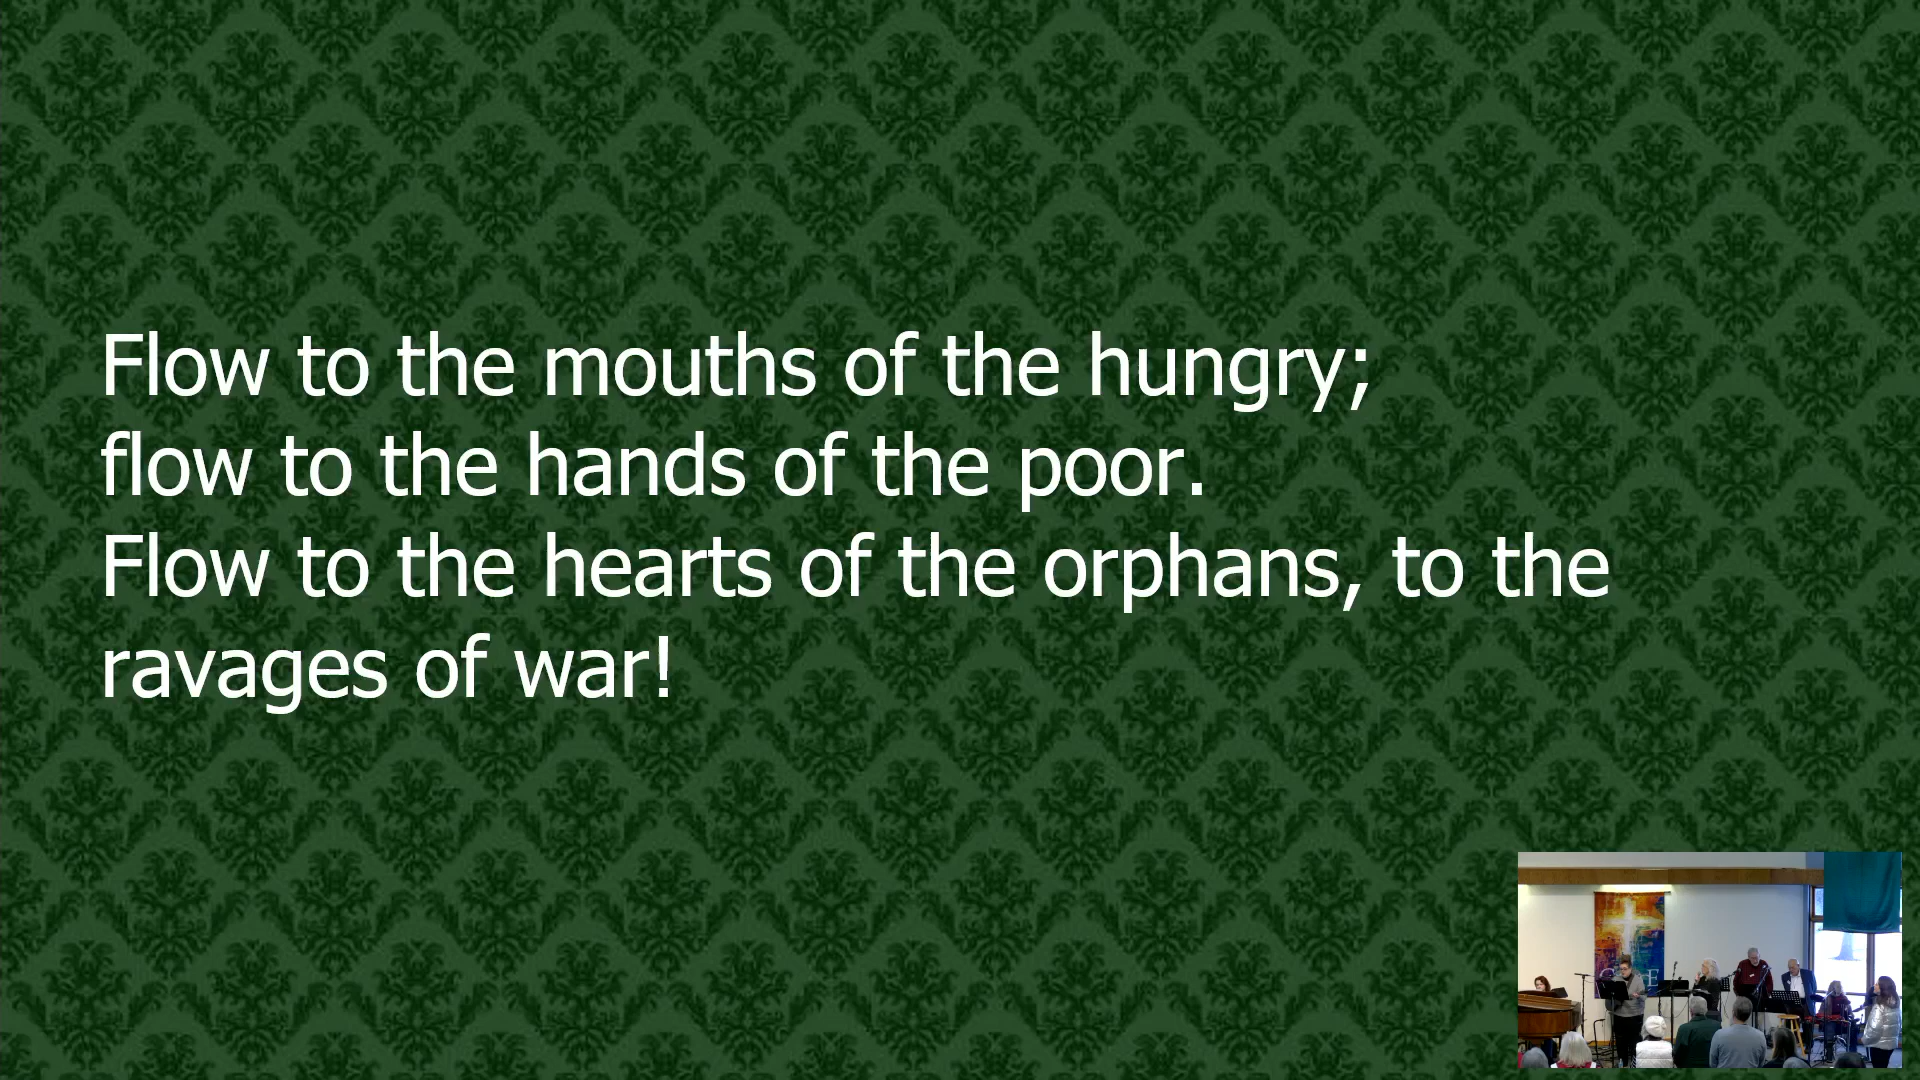 Flow to the mouths of the hungry;
flow to the hands of the poor.
Flow to the hearts of the orphans, to the
ravages of war!